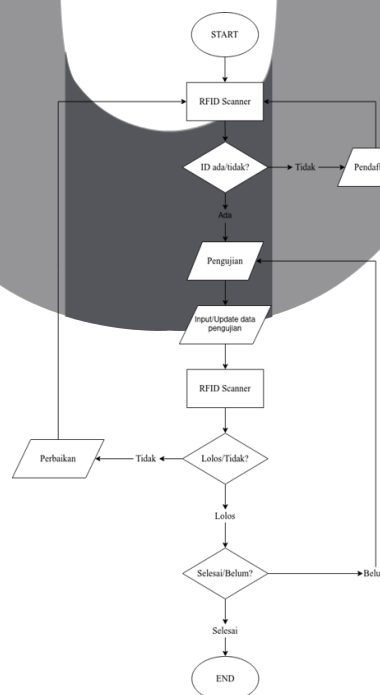 START
RFID Scanner
ID ada/tidak?
Tidak
Ada
Pengujian
Input/Update data
pengujian
RFID Scanner
Perbaikan
Tidak
Lolos/Tidak?
Lolos
Selesai/Belum?
Selesai
END